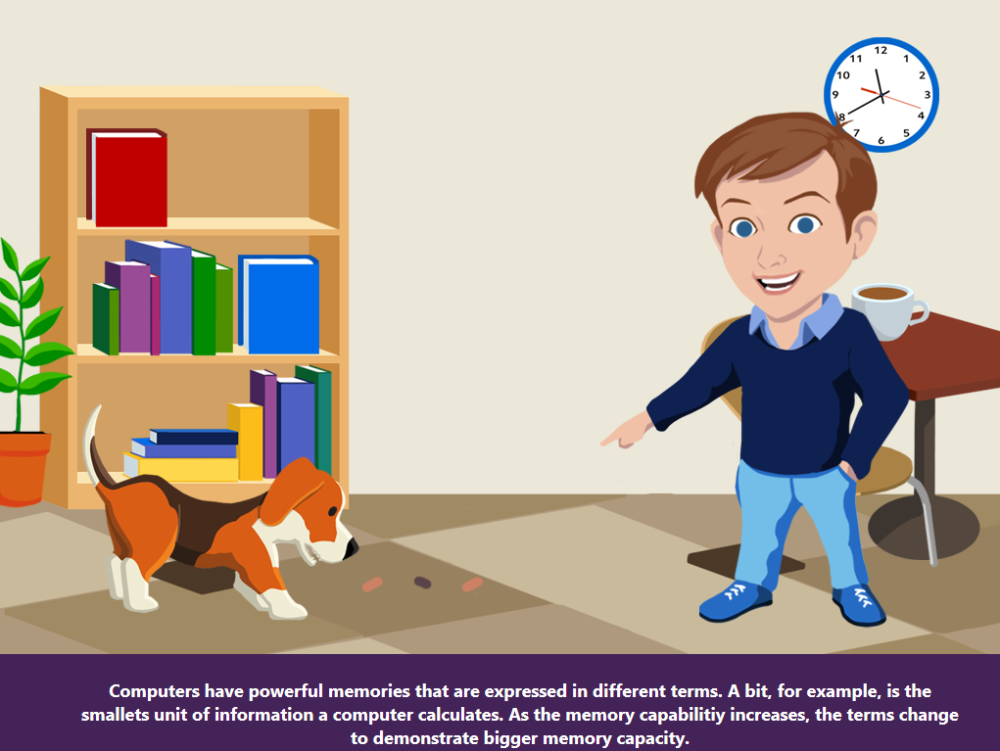 12
11 1
10 2
9 3
8 4
7 5
6
Computers have powerful memories that are expressed in different terms. A bit, for example, is the
smallets unit of information a computer calculates. As the memory capabilitiy increases, the terms change
to demonstrate bigger memory capacity.